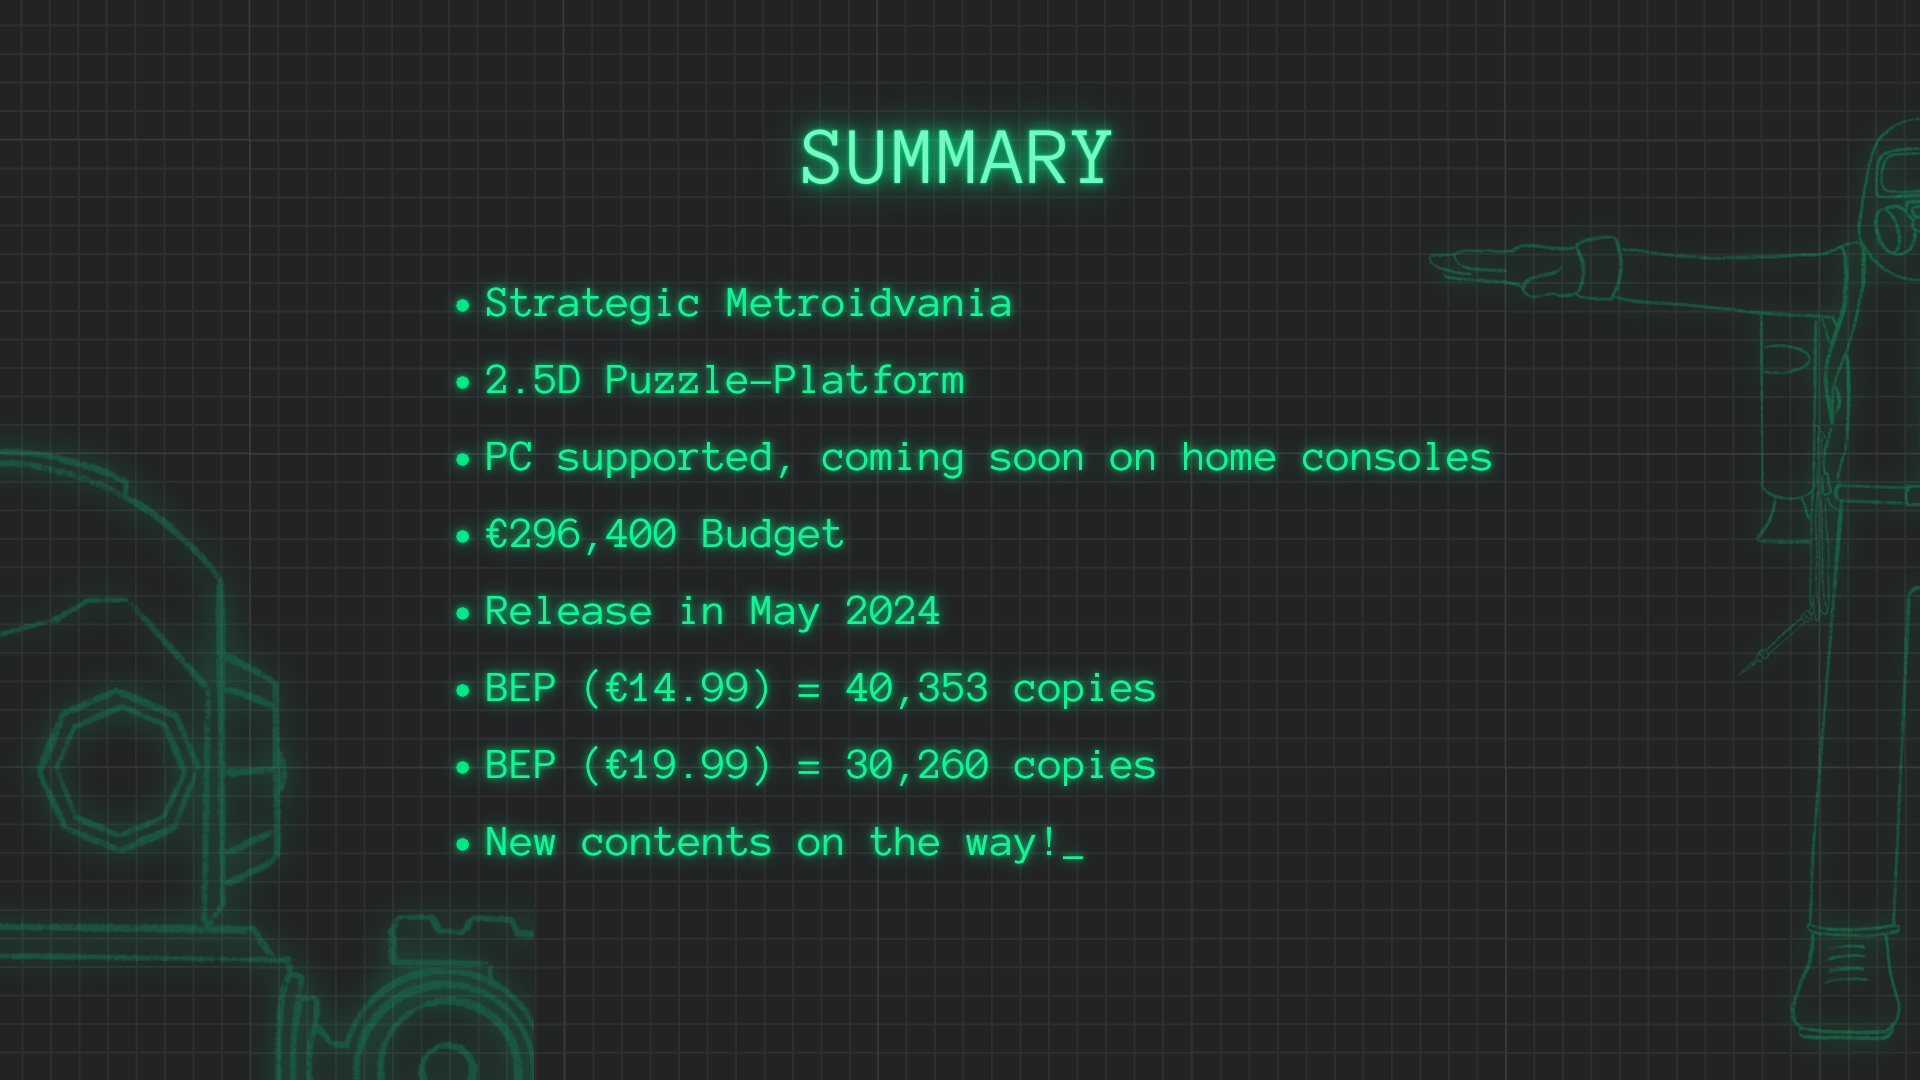 SUMMARY
• Strategic Metroidvania
• 2.5D Puzzle-Platform
• PC supported, coming soon on home consoles
• €296,400 Budget
• Release in May 2024
• BEP (€14.99) = 40,353 copies
• BEP (€19.99) = 30,260 copies
• New contents on the way!_